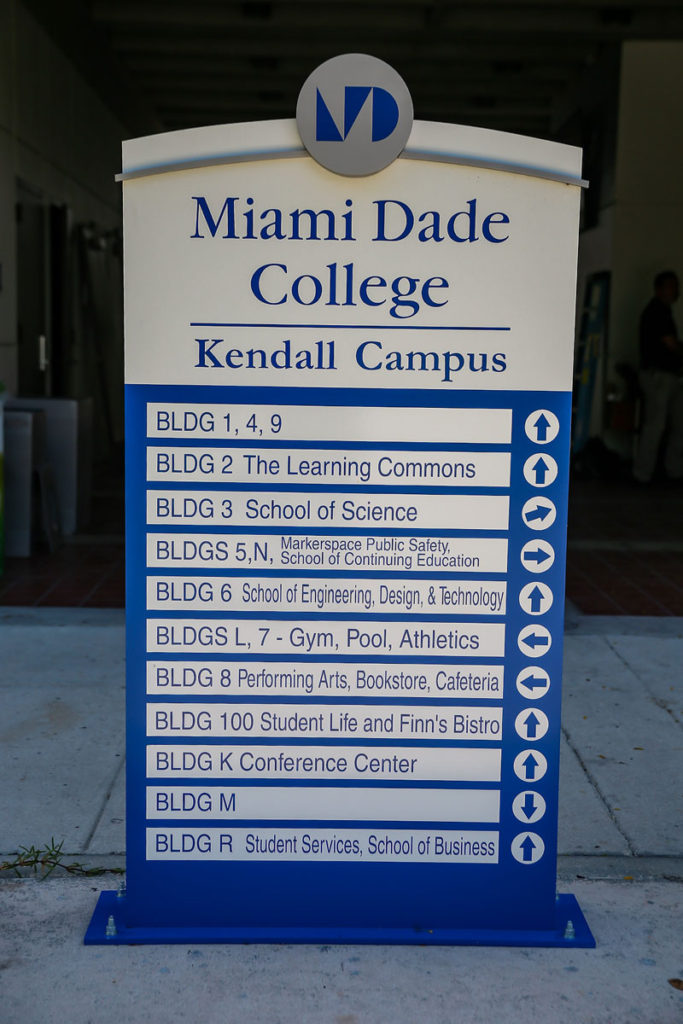 MD
Miami Dade
College
Kendall Campus
BLDG 1, 4, 9
BLDG 2 The Learning Commons
BLDG 3 School of Science
BLDGS 5,N, Markerspace Public Safety,
School of Continuing Education
BLDG 6 School of Engineering, Design, & Technology
BLDGS L, 7 - Gym, Pool, Athletics
BLDG 8 Performing Arts, Bookstore, Cafeteria
BLDG 100 Student Life and Finn's Bistro
BLDG K Conference Center
BLDG M
BLDG R Student Services, School of Business